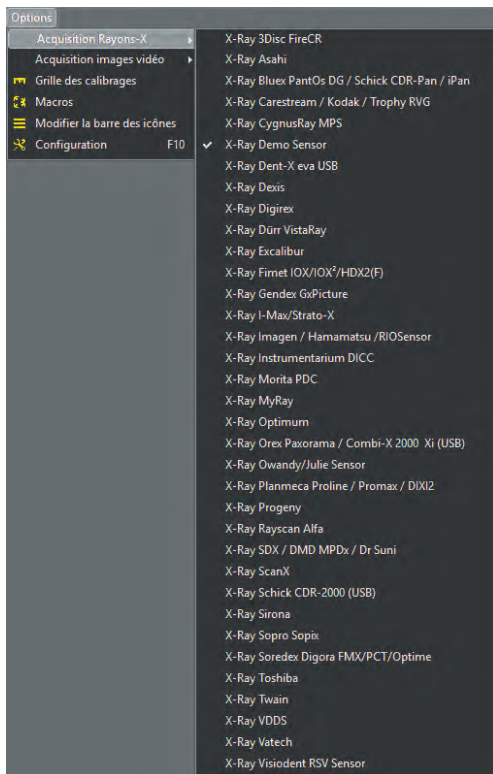 Options
Acquisition Rayons-X
Acquisition images vidéo
Grille des calibrages
Macros
Modifier la barre des icônes
Configuration F10
X-Ray 3Disc FireCR
X-Ray Asahi
X-Ray Bluex PantOs DG / Schick CDR-Pan / iPan
X-Ray Carestream / Kodak / Trophy RVG
X-Ray CygnusRay MPS
X-Ray Demo Sensor
X-Ray Dent-X eva USB
X-Ray Dexis
X-Ray Digirex
X-Ray Dürr VistaRay
X-Ray Excalibur
X-Ray Fimet IOX/IOX²/HDX2(F)
X-Ray Gendex GxPicture
X-Ray I-Max/Strato-X
X-Ray Imagen / Hamamatsu /RIOSensor
X-Ray Instrumentarium DICC
X-Ray Morita PDC
X-Ray MyRay
X-Ray Optimum
X-Ray Orex Paxorama / Combi-X 2000 Xi (USB)
X-Ray Owandy/Julie Sensor
X-Ray Planmeca Proline / Promax / DIXI2
X-Ray Progeny
X-Ray Rayscan Alfa
X-Ray SDX / DMD MPDx / Dr Suni
X-Ray ScanX
X-Ray Schick CDR-2000 (USB)
X-Ray Sirona
X-Ray Sopro Sopix
X-Ray Soredex Digora FMX/PCT/Optime
X-Ray Toshiba
X-Ray Twain
X-Ray VDDS
X-Ray Vatech
X-Ray Visiodent RSV Sensor